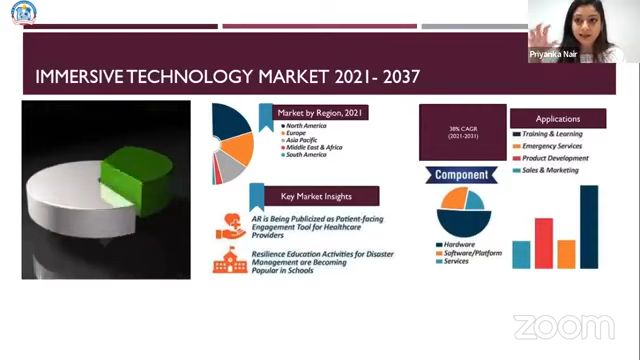 Priyanka Nair
IMMERSIVE TECHNOLOGY MARKET 2021- 2037
Market by Region, 2021
North America
Europe
Asia Pacific
Middle East & Africa
South America
Key Market Insights
AR is Being Publicized as Patient-facing
Engagement Tool for Healthcare
Providers
Resilience Education Activities for Disaster
Management are Becoming
Popular in Schools
38% CAGR
(2021-2031)
Component
Hardware
Software/Platform
Services
Applications
Training & Learning
Emergency Services
Product Development
Sales & Marketing
zoom